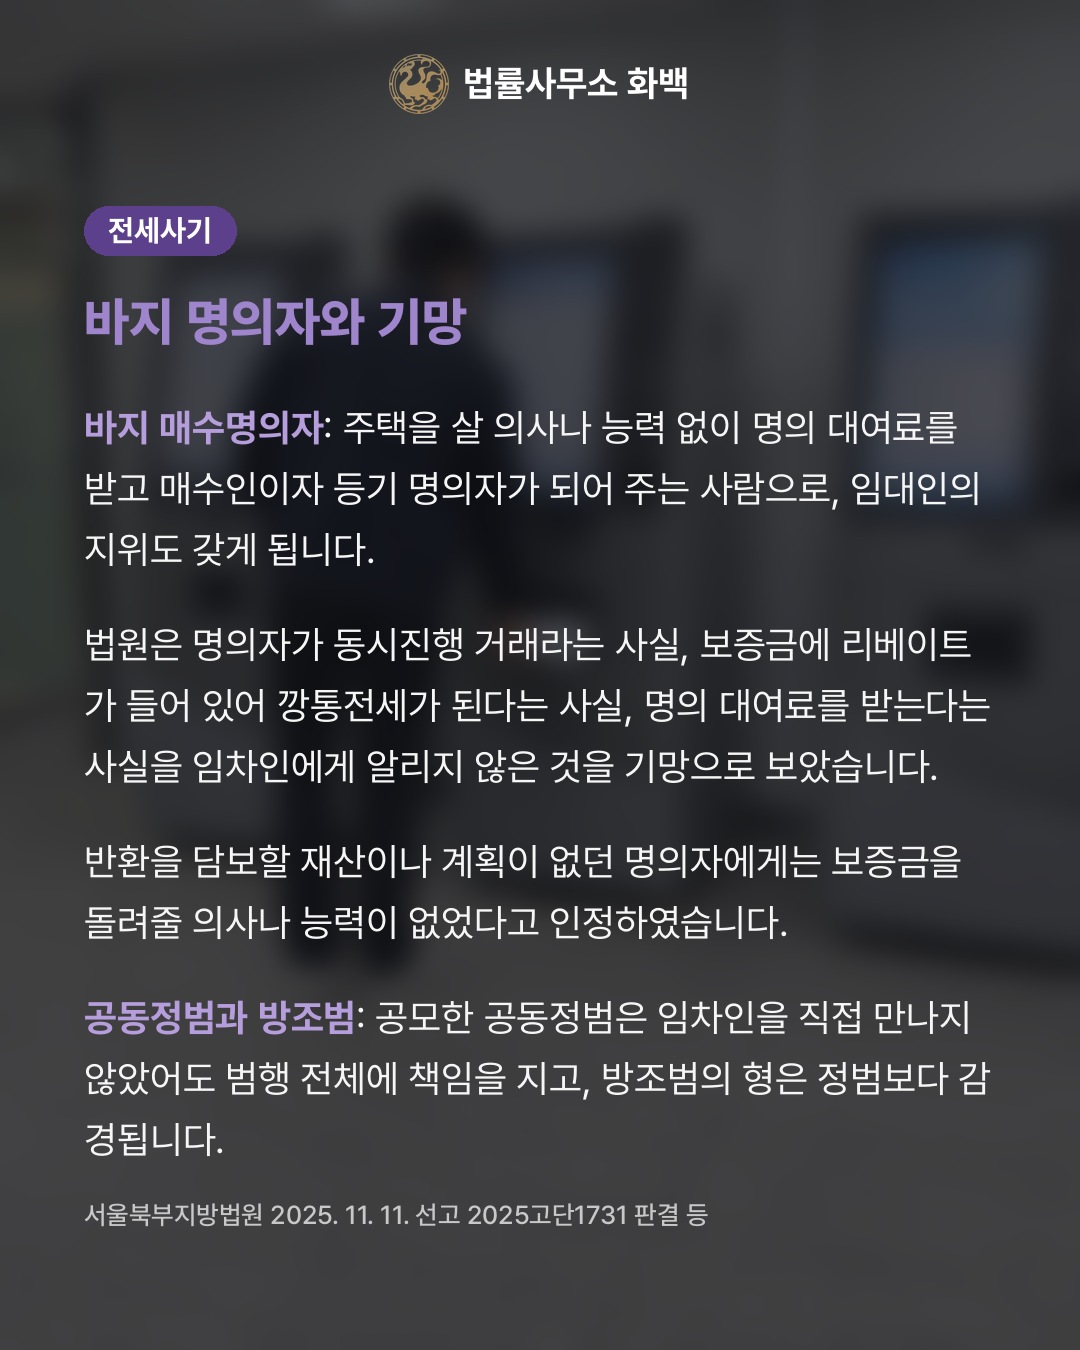 법률사무소 화백
전세사기
바지 명의자와 기망
바지 매수명의자: 주택을 살 의사나 능력 없이 명의 대여료를
받고 매수인이자 등기 명의자가 되어 주는 사람으로, 임대인의
지위도 갖게 됩니다.
법원은 명의자가 동시진행 거래라는 사실, 보증금에 리베이트
가 들어 있어 깡통전세가 된다는 사실, 명의 대여료를 받는다는
사실을 임차인에게 알리지 않은 것을 기망으로 보았습니다.
반환을 담보할 재산이나 계획이 없던 명의자에게는 보증금을
돌려줄 의사나 능력이 없었다고 인정하였습니다.
공동정범과 방조범: 공모한 공동정범은 임차인을 직접 만나지
않았어도 범행 전체에 책임을 지고, 방조범의 형은 정범보다 감
경됩니다.
서울북부지방법원 2025. 11. 11. 선고 2025고단1731 판결 등